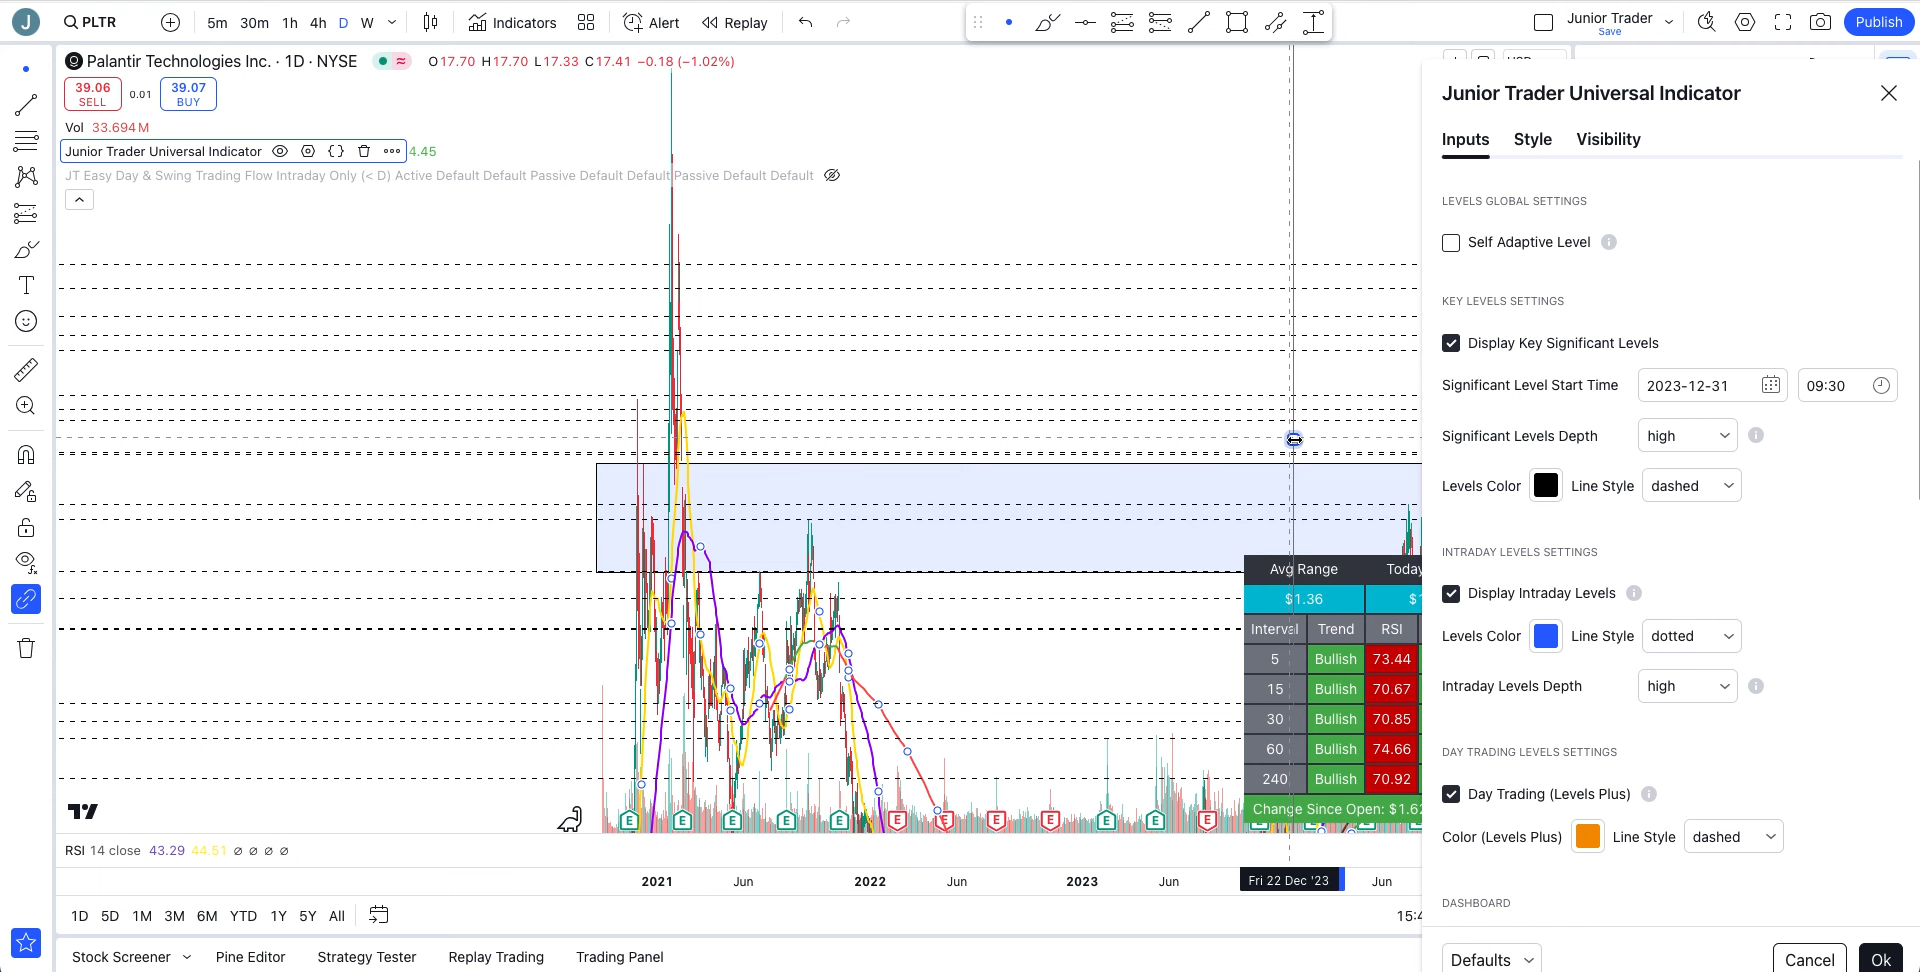 J PLTR 5m 30m 1h 4h D W Indicators Alert Replay Junior Trader Save Publish
Palantir Technologies Inc. · 1D · NYSE O17.70 H17.70 L17.33 C17.41 −0.18 (−1.02%)
39.06 SELL 0.01 39.07 BUY
Vol 33.694M
Junior Trader Universal Indicator 4.45
JT Easy Day & Swing Trading Flow Intraday Only (< D) Active Default Default Passive Default Default Passive Default Default
Avg Range Today
$1.36 $1
Interval Trend RSI
5 Bullish 73.44
15 Bullish 70.67
30 Bullish 70.85
60 Bullish 74.66
240 Bullish 70.92
Change Since Open: $1.62
E E E E E E E E E E E E
RSI 14 close 43.29 44.51 ∅ ∅ ∅ ∅
2021 Jun 2022 Jun 2023 Jun Fri 22 Dec '23 Jun
1D 5D 1M 3M 6M YTD 1Y 5Y All 15:4
Stock Screener Pine Editor Strategy Tester Replay Trading Trading Panel
Junior Trader Universal Indicator
Inputs Style Visibility
LEVELS GLOBAL SETTINGS
Self Adaptive Level
KEY LEVELS SETTINGS
Display Key Significant Levels
Significant Level Start Time 2023-12-31 09:30
Significant Levels Depth high
Levels Color Line Style dashed
INTRADAY LEVELS SETTINGS
Display Intraday Levels
Levels Color Line Style dotted
Intraday Levels Depth high
DAY TRADING LEVELS SETTINGS
Day Trading (Levels Plus)
Color (Levels Plus) Line Style dashed
DASHBOARD
Defaults Cancel Ok